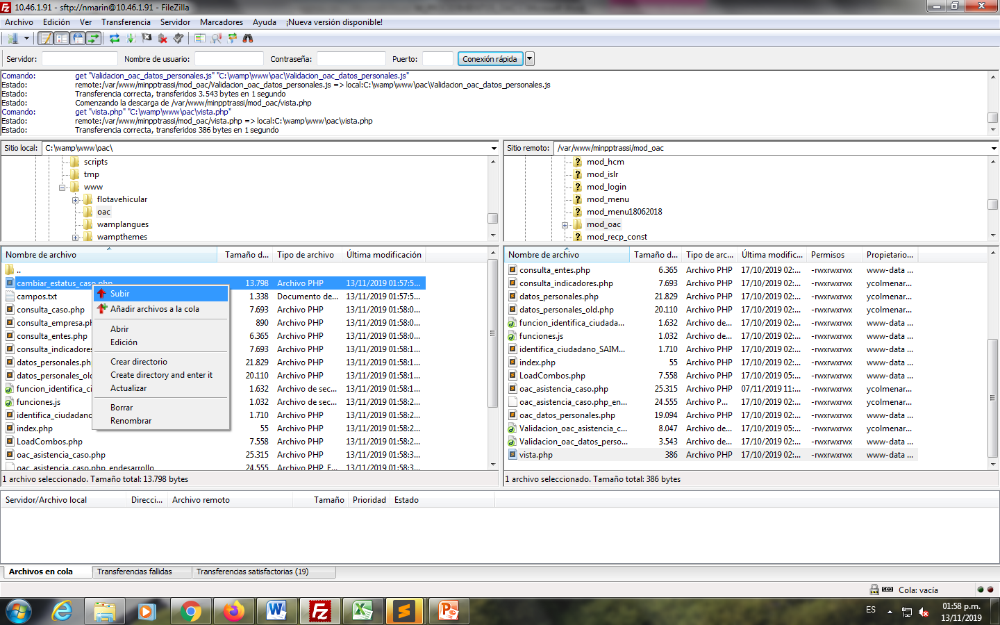 10.46.1.91 - sftp://nmarin@10.46.1.91 - FileZilla
Archivo Edición Ver Transferencia Servidor Marcadores Ayuda ¡Nueva versión disponible!
Servidor: Nombre de usuario: Contraseña: Puerto: Conexión rápida
Comando: get "Validacion_oac_datos_personales.js" "C:\wamp\www\oac\Validacion_oac_datos_personales.js"
Estado: remote:/var/www/minpptrassi/mod_oac/Validacion_oac_datos_personales.js => local:C:\wamp\www\oac\Validacion_oac_datos_personales.js
Estado: Transferencia correcta, transferidos 3.543 bytes en 1 segundo
Estado: Comenzando la descarga de /var/www/minpptrassi/mod_oac/vista.php
Comando: get "vista.php" "C:\wamp\www\oac\vista.php"
Estado: remote:/var/www/minpptrassi/mod_oac/vista.php => local:C:\wamp\www\oac\vista.php
Estado: Transferencia correcta, transferidos 386 bytes en 1 segundo
Sitio local: C:\wamp\www\oac\
scripts
tmp
www
flotavehicular
oac
wamplangues
wampthemes
Sitio remoto: /var/www/minpptrassi/mod_oac
mod_hcm
mod_islr
mod_login
mod_menu
mod_menu18062018
mod_oac
mod_recp_const
Nombre de archivo Tamaño d... Tipo de archivo Última modificación
..
cambiar_estatus_caso.php 13.798 Archivo PHP 13/11/2019 01:57:5...
campos.txt 1.338 Documento de... 13/11/2019 01:57:5...
consulta_caso.php 7.693 Archivo PHP 13/11/2019 01:58:0...
consulta_empresa.ph 890 Archivo PHP 13/11/2019 01:58:0...
consulta_entes.php 6.365 Archivo PHP 13/11/2019 01:58:0...
consulta_indicadores 7.693 Archivo PHP 13/11/2019 01:58:1...
datos_personales.ph 21.829 Archivo PHP 13/11/2019 01:58:1...
datos_personales_old 20.110 Archivo PHP 13/11/2019 01:58:1...
funcion_identifica_ci 1.632 Archivo de sec... 13/11/2019 01:58:1...
funciones.js 1.032 Archivo de sec... 13/11/2019 01:58:2...
identifica_ciudadano 1.710 Archivo PHP 13/11/2019 01:58:2...
index.php 55 Archivo PHP 13/11/2019 01:58:2...
LoadCombos.php 7.558 Archivo PHP 13/11/2019 01:58:2...
oac_asistencia_caso.php 25.315 Archivo PHP 13/11/2019 01:58:3...
oac_asistencia_caso.php_endesarrollo 24.555 Archivo PHP_E... 13/11/2019 01:58:3...
1 archivo seleccionado. Tamaño total: 13.798 bytes
Subir
Añadir archivos a la cola
Abrir
Edición
Crear directorio
Create directory and enter it
Actualizar
Borrar
Renombrar
Nombre de archivo Tamaño d... Tipo de arc... Última modific... Permisos Propietario...
consulta_entes.php 6.365 Archivo PHP 17/10/2019 02:... -rwxrwxrwx www-data ...
consulta_indicadores.php 7.693 Archivo PHP 17/10/2019 02:... -rwxrwxrwx ycolmenar...
datos_personales.php 21.829 Archivo PHP 17/10/2019 02:... -rwxrwxrwx ycolmenar...
datos_personales_old.php 20.110 Archivo PHP 17/10/2019 02:... -rwxrwxrwx ycolmenar...
funcion_identifica_ciudada... 1.632 Archivo de... 17/10/2019 02:... -rwxrwxrwx www-data ...
funciones.js 1.032 Archivo de... 17/10/2019 02:... -rwxrwxrwx www-data ...
identifica_ciudadano_SAIM... 1.710 Archivo PHP 17/10/2019 02:... -rwxrwxrwx www-data ...
index.php 55 Archivo PHP 17/10/2019 02:... -rwxrwxrwx www-data ...
LoadCombos.php 7.558 Archivo PHP 17/10/2019 05:... -rwxrwxrwx www-data ...
oac_asistencia_caso.php 25.315 Archivo PHP 07/11/2019 11:... -rwxrwxrwx ycolmenar...
oac_asistencia_caso.php_en... 24.555 Archivo P... 17/10/2019 02:... -rwxrwxrwx ycolmenar...
oac_datos_personales.php 19.094 Archivo PHP 17/10/2019 02:... -rwxrwxrwx www-data ...
Validacion_oac_asistencia_c... 8.047 Archivo de... 17/10/2019 05:... -rwxrwxrwx ycolmenar...
Validacion_oac_datos_perso... 3.543 Archivo de... 17/10/2019 02:... -rwxrwxrwx www-data ...
vista.php 386 Archivo PHP 17/10/2019 02:... -rwxrwxrwx www-data ...
1 archivo seleccionado. Tamaño total: 386 bytes
Servidor/Archivo local Direcci... Archivo remoto Tamaño Prioridad Estado
Archivos en cola Transferencias fallidas Transferencias satisfactorias (19)
Cola: vacía
ES
01:58 p.m.
13/11/2019